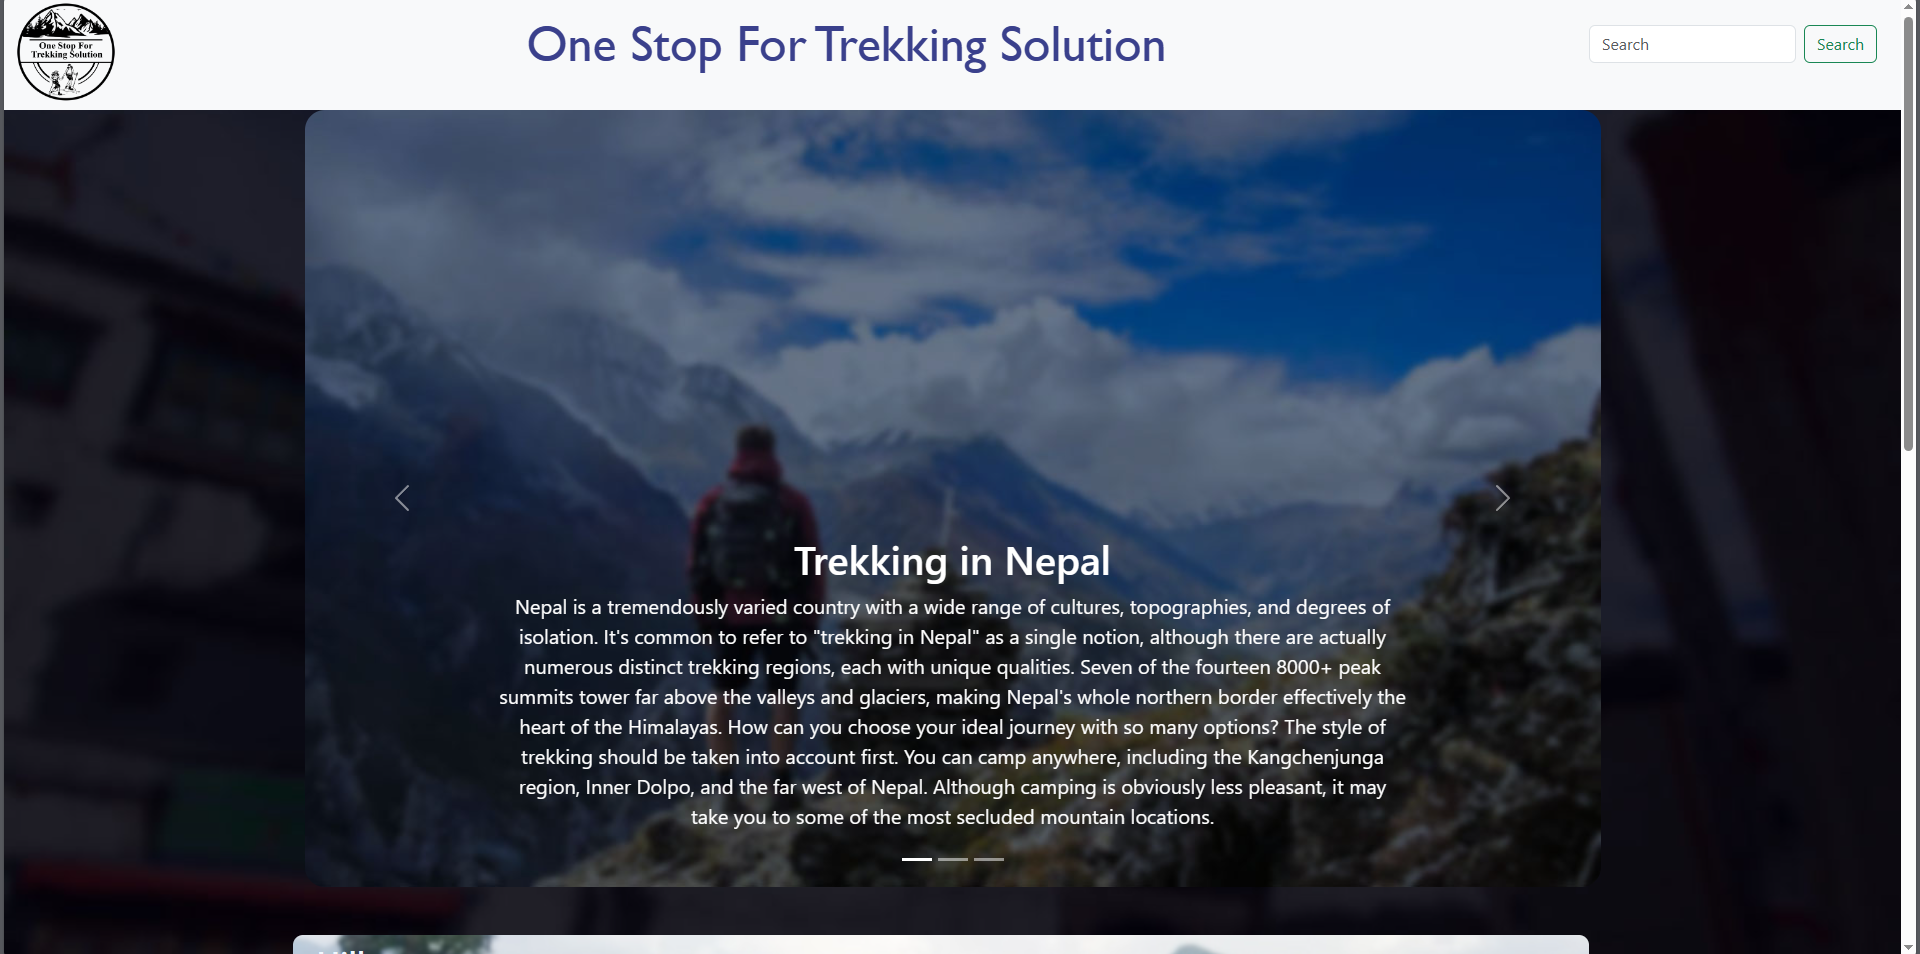 One Stop For
Trekking Solution
One Stop For Trekking Solution
Search
Search
Trekking in Nepal
Nepal is a tremendously varied country with a wide range of cultures, topographies, and degrees of
isolation. It's common to refer to "trekking in Nepal" as a single notion, although there are actually
numerous distinct trekking regions, each with unique qualities. Seven of the fourteen 8000+ peak
summits tower far above the valleys and glaciers, making Nepal's whole northern border effectively the
heart of the Himalayas. How can you choose your ideal journey with so many options? The style of
trekking should be taken into account first. You can camp anywhere, including the Kangchenjunga
region, Inner Dolpo, and the far west of Nepal. Although camping is obviously less pleasant, it may
take you to some of the most secluded mountain locations.